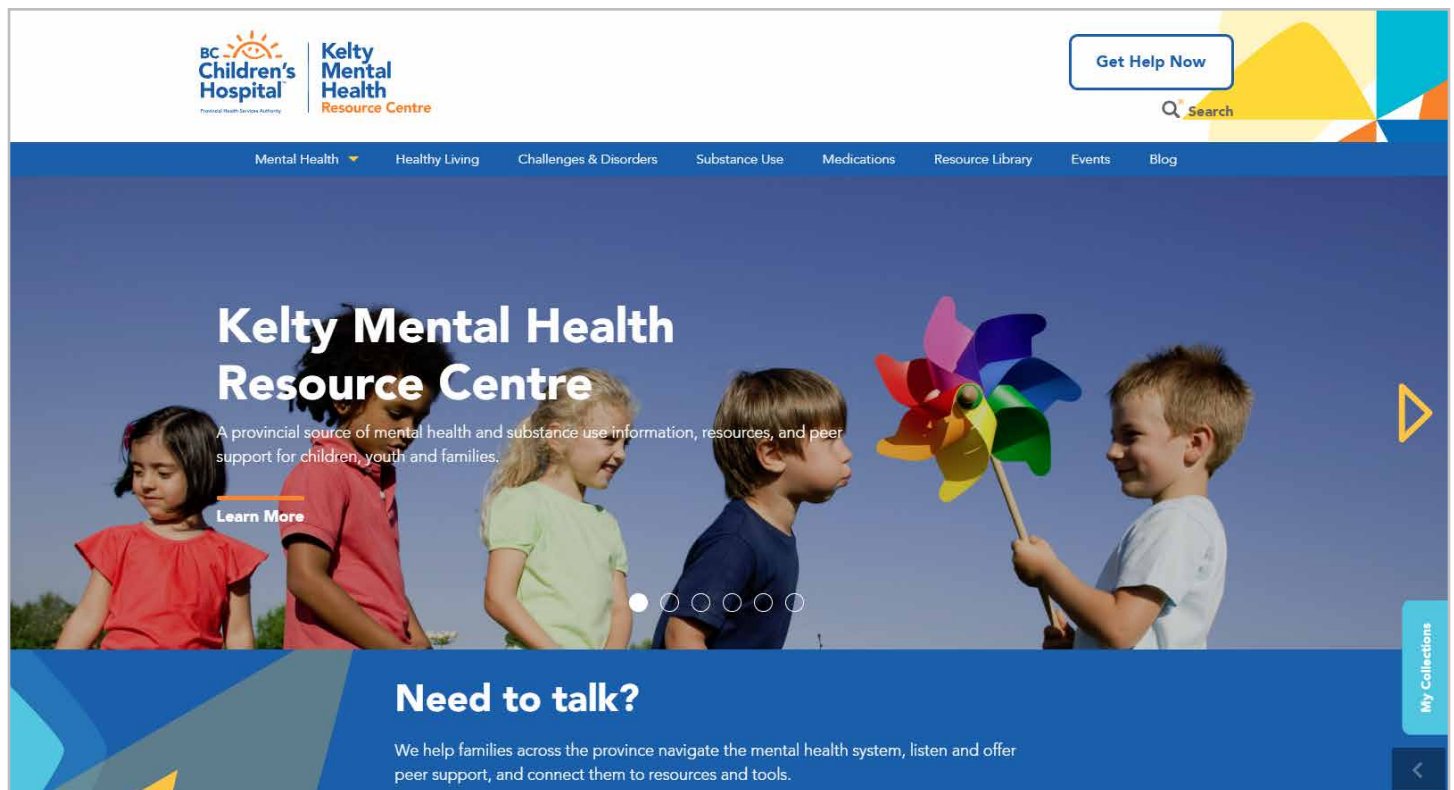 BC
Children's
Hospital
Provincial Health Services Authority
Kelty
Mental
Health
Resource Centre
Get Help Now
Search
Mental Health
Healthy Living
Challenges & Disorders
Substance Use
Medications
Resource Library
Events
Blog
Kelty Mental Health
Resource Centre
A provincial source of mental health and substance use information, resources, and peer
support for children, youth and families.
Learn More
My Collections
Need to talk?
We help families across the province navigate the mental health system, listen and offer
peer support, and connect them to resources and tools.